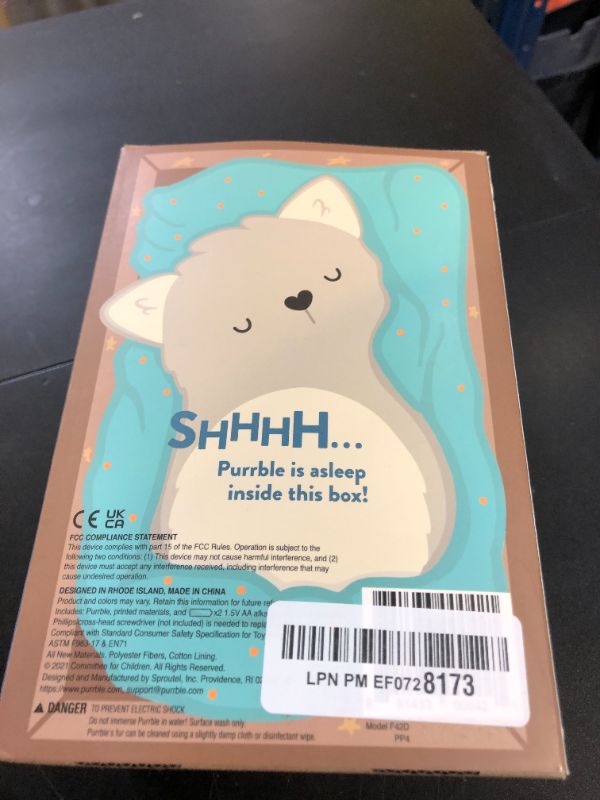 SHHHH...
Purrble is asleep
inside this box!
CE UK
CA
FCC COMPLIANCE STATEMENT
This device complies with part 15 of the FCC Rules. Operation is subject to the
following two conditions: (1) This device may not cause harmful interference, and (2)
this device must accept any interference received, including interference that may
cause undesired operation.
DESIGNED IN RHODE ISLAND, MADE IN CHINA
Product and colors may vary. Retain this information for future
Includes: Purrble, printed materials, and x2 1.5V AA
Phillips/cross-head screwdriver (not included) is needed to
Compliant with Standard Consumer Safety Specification for Toy
ASTM F963-17 & EN71
All New Materials. Polyester Fibers, Cotton Lining.
© 2021 Committee for Children. All Rights Reserved.
Designed and Manufactured by Sproutel, Inc. Providence, RI
https://www.purrble.com, support@purrble.com
DANGER TO PREVENT ELECTRIC SHOCK
Do not immerse Purrble in water! Surface wash only.
Purrble's fur can be cleaned using a slightly damp cloth or disinfectant wipe.
LPN PM EF0728173
Model F42D
PP4